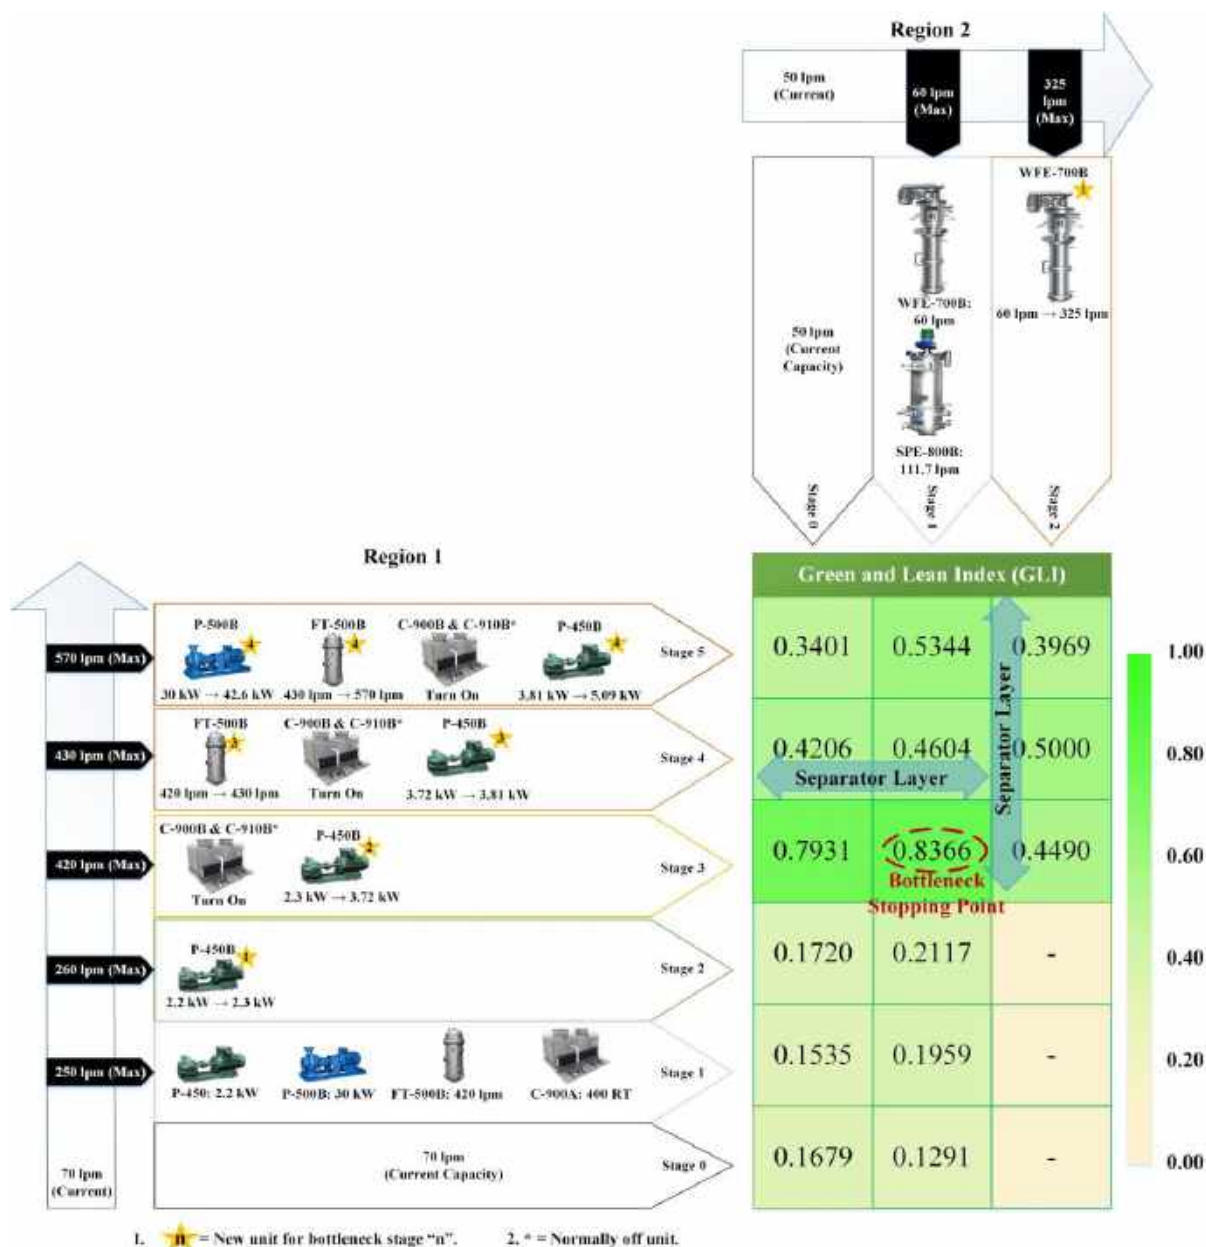 Region 2
50 lpm
(Current)
60 lpm
(Max)
325
lpm
(Max)
50 lpm
(Current
Capacity)
WFE-700B:
60 lpm
SPE-800B:
111.7 lpm
WFE-700B
1
60 lpm → 325 lpm
Stage 0
Stage 1
Stage 2
Region 1
570 lpm (Max)
P-500B
4
30 kW → 42.6 kW
FT-500B
4
430 lpm → 570 lpm
C-900B & C-910B*
Turn On
P-450B
4
3.81 kW → 5.09 kW
Stage 5
430 lpm (Max)
FT-500B
3
420 lpm → 430 lpm
C-900B & C-910B*
Turn On
P-450B
3
3.72 kW → 3.81 kW
Stage 4
420 lpm (Max)
C-900B & C-910B*
Turn On
P-450B
2
2.3 kW → 3.72 kW
Stage 3
260 lpm (Max)
P-450B
1
2.2 kW → 2.3 kW
Stage 2
250 lpm (Max)
P-450: 2.2 kW
P-500B: 30 kW
FT-500B: 420 lpm
C-900A: 400 RT
Stage 1
70 lpm
(Current)
70 lpm
(Current Capacity)
Stage 0
Green and Lean Index (GLI)
0.3401 0.5344 0.3969
0.4206 0.4604 0.5000
Separator Layer
Separator Layer
0.7931 0.8366 0.4490
Bottleneck
Stopping Point
0.1720 0.2117 -
0.1535 0.1959 -
0.1679 0.1291 -
1.00
0.80
0.60
0.40
0.20
0.00
1. n = New unit for bottleneck stage “n”. 2. * = Normally off unit.